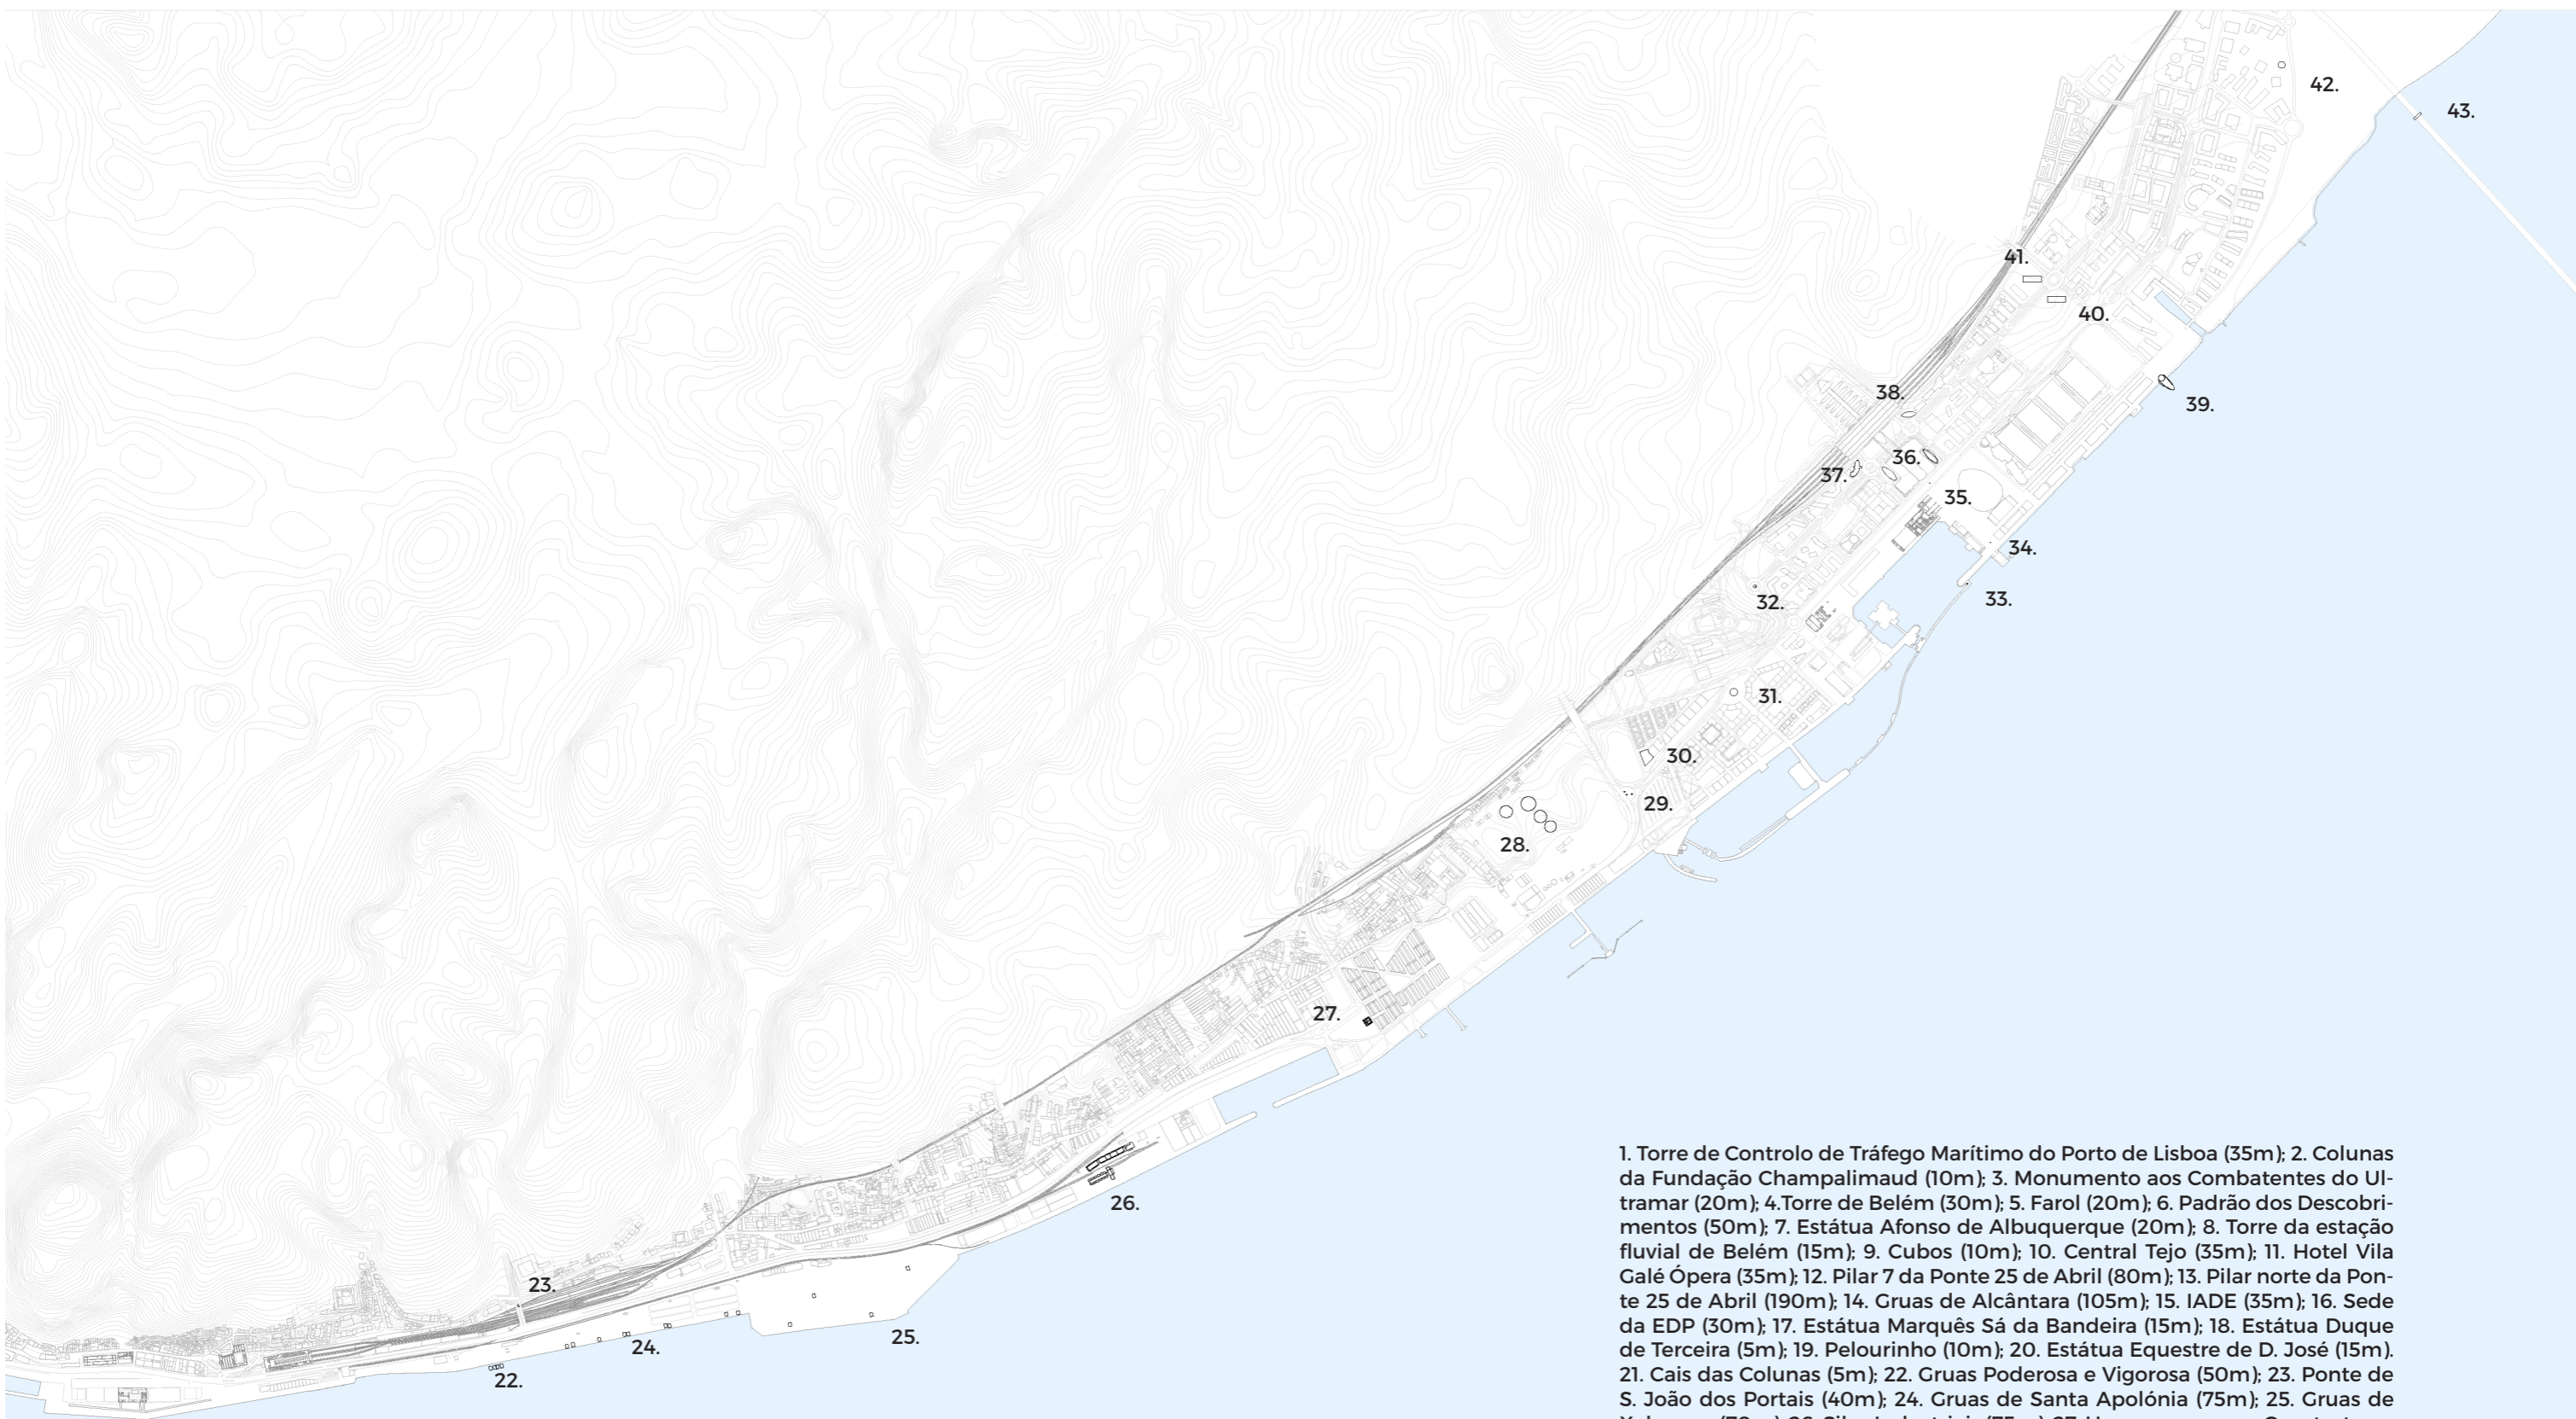 42.
43.
41.
40.
38.
39.
36.
37.
35.
34.
33.
32.
31.
30.
29.
28.
27.
26.
25.
24.
23.
22.
1. Torre de Controlo de Tráfego Marítimo do Porto de Lisboa (35m); 2. Colunas
da Fundação Champalimaud (10m); 3. Monumento aos Combatentes do Ul-
tramar (20m); 4.Torre de Belém (30m); 5. Farol (20m); 6. Padrão dos Descobri-
mentos (50m); 7. Estátua Afonso de Albuquerque (20m); 8. Torre da estação
fluvial de Belém (15m); 9. Cubos (10m); 10. Central Tejo (35m); 11. Hotel Vila
Galé Ópera (35m); 12. Pilar 7 da Ponte 25 de Abril (80m); 13. Pilar norte da Pon-
te 25 de Abril (190m); 14. Gruas de Alcântara (105m); 15. IADE (35m); 16. Sede
da EDP (30m); 17. Estátua Marquês Sá da Bandeira (15m); 18. Estátua Duque
de Terceira (5m); 19. Pelourinho (10m); 20. Estátua Equestre de D. José (15m).
21. Cais das Colunas (5m); 22. Gruas Poderosa e Vigorosa (50m); 23. Ponte de
S. João dos Portais (40m); 24. Gruas de Santa Apolónia (75m); 25. Gruas de